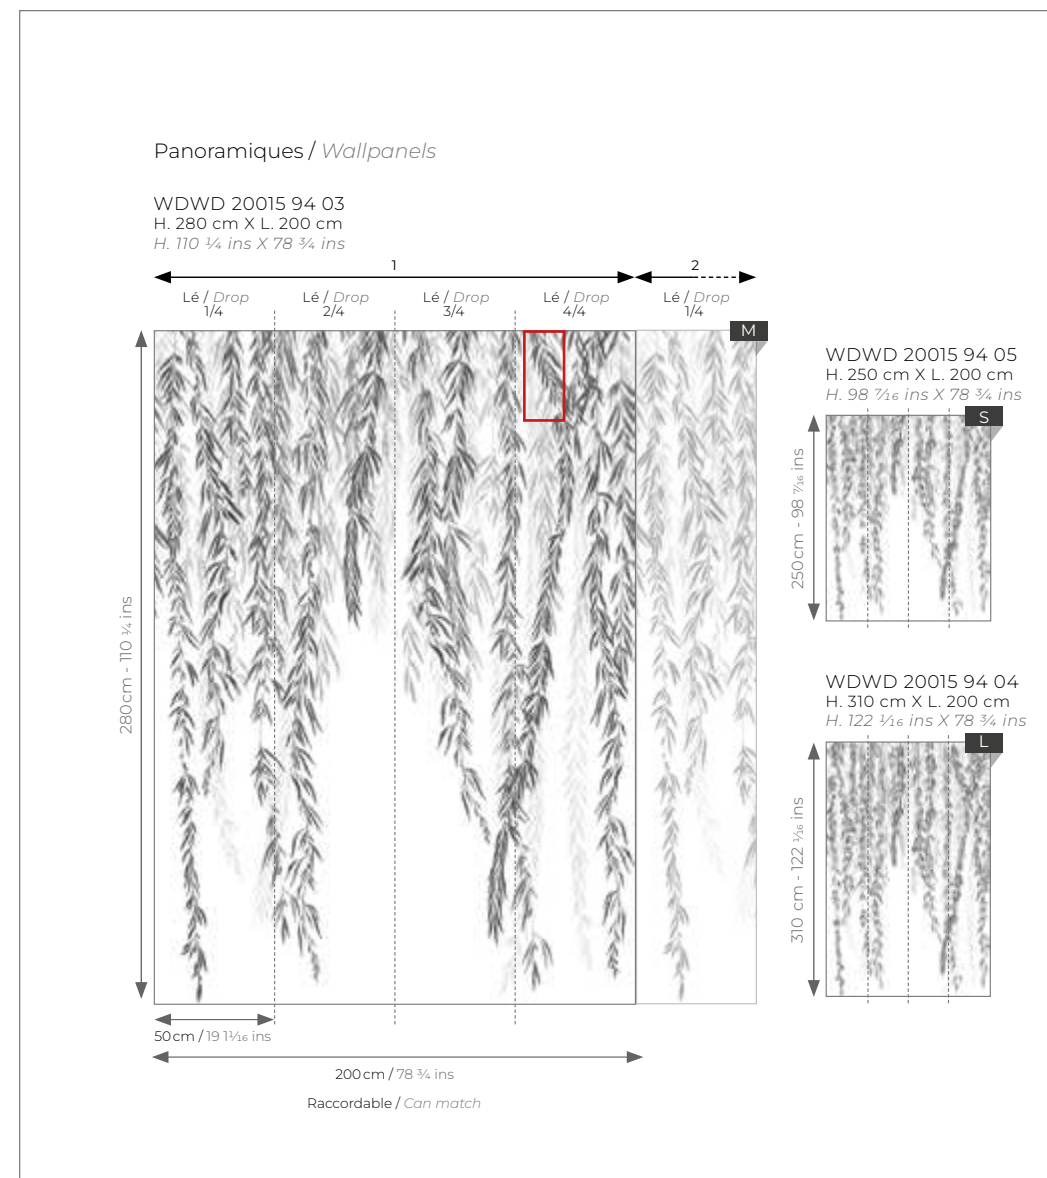 Panoramiques / Wallpanels
WDWD 20015 94 03
H. 280 cm X L. 200 cm
H. 110 ¼ ins X 78 ¾ ins
1
2
Lé / Drop
1/4
Lé / Drop
2/4
Lé / Drop
3/4
Lé / Drop
4/4
Lé / Drop
1/4
M
280cm - 110 ¼ ins
50cm / 19 11⁄16 ins
200cm / 78 ¾ ins
Raccordable / Can match
WDWD 20015 94 05
H. 250 cm X L. 200 cm
H. 98 7⁄16 ins X 78 ¾ ins
S
250cm - 98 7⁄16 ins
WDWD 20015 94 04
H. 310 cm X L. 200 cm
H. 122 1⁄16 ins X 78 ¾ ins
L
310 cm - 122 1⁄16 ins